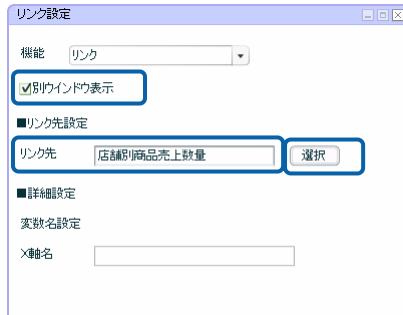 リンク設定
機能 リンク
別ウインドウ表示
■リンク先設定
リンク先 店舗別商品売上数量 選択
■詳細設定
変数名設定
X軸名